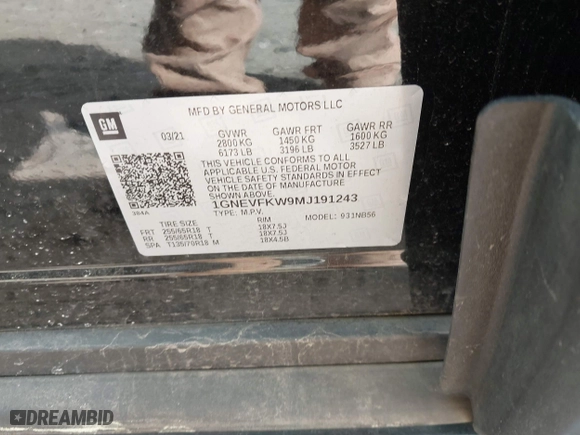 GM
MFD BY GENERAL MOTORS LLC
03/21 GVWR GAWR FRT GAWR RR
2800 KG 1450 KG 1600 KG
6173 LB 3196 LB 3527 LB
THIS VEHICLE CONFORMS TO ALL
APPLICABLE U.S. FEDERAL MOTOR
VEHICLE SAFETY STANDARDS IN EFFECT
ON THE DATE OF MANUFACTURE
SHOWN ABOVE.
1GNEVFKW9MJ191243
384A TYPE: M.P.V. MODEL: 931NB56
TIRE SIZE RIM
FRT 255/65R18 T 18X7.5J
RR 255/65R18 T 18X7.5J
SPA T135/70R18 M 18X4.5B
DREAMBID